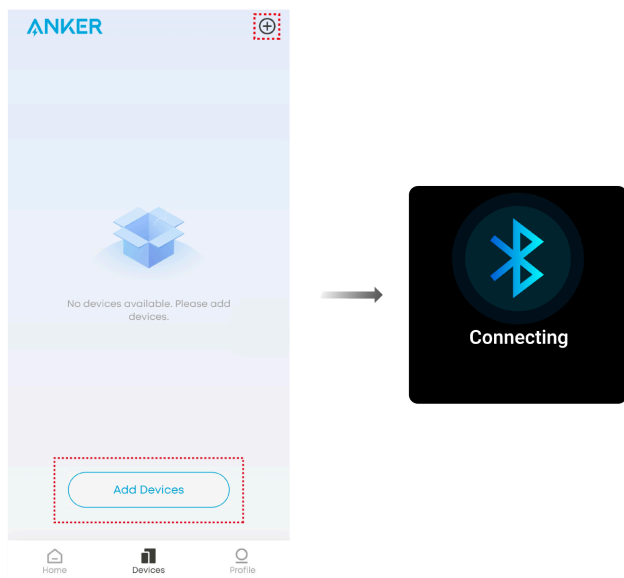 ANKER
No devices available. Please add
devices.
Add Devices
Home
Devices
Profile
Connecting